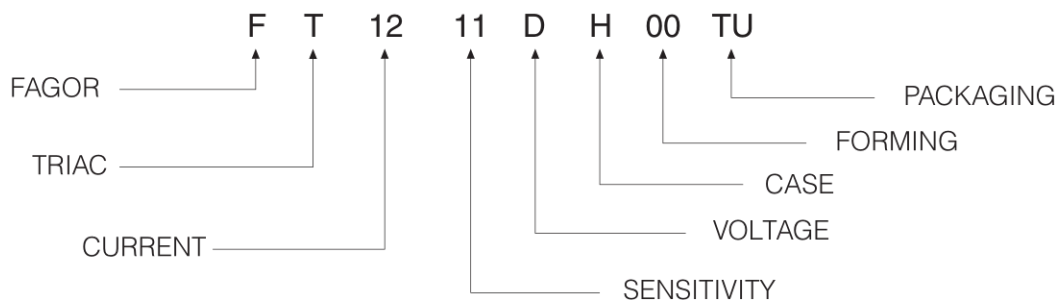 F T 12 11 D H 00 TU
FAGOR
PACKAGING
FORMING
TRIAC
CASE
VOLTAGE
CURRENT
SENSITIVITY